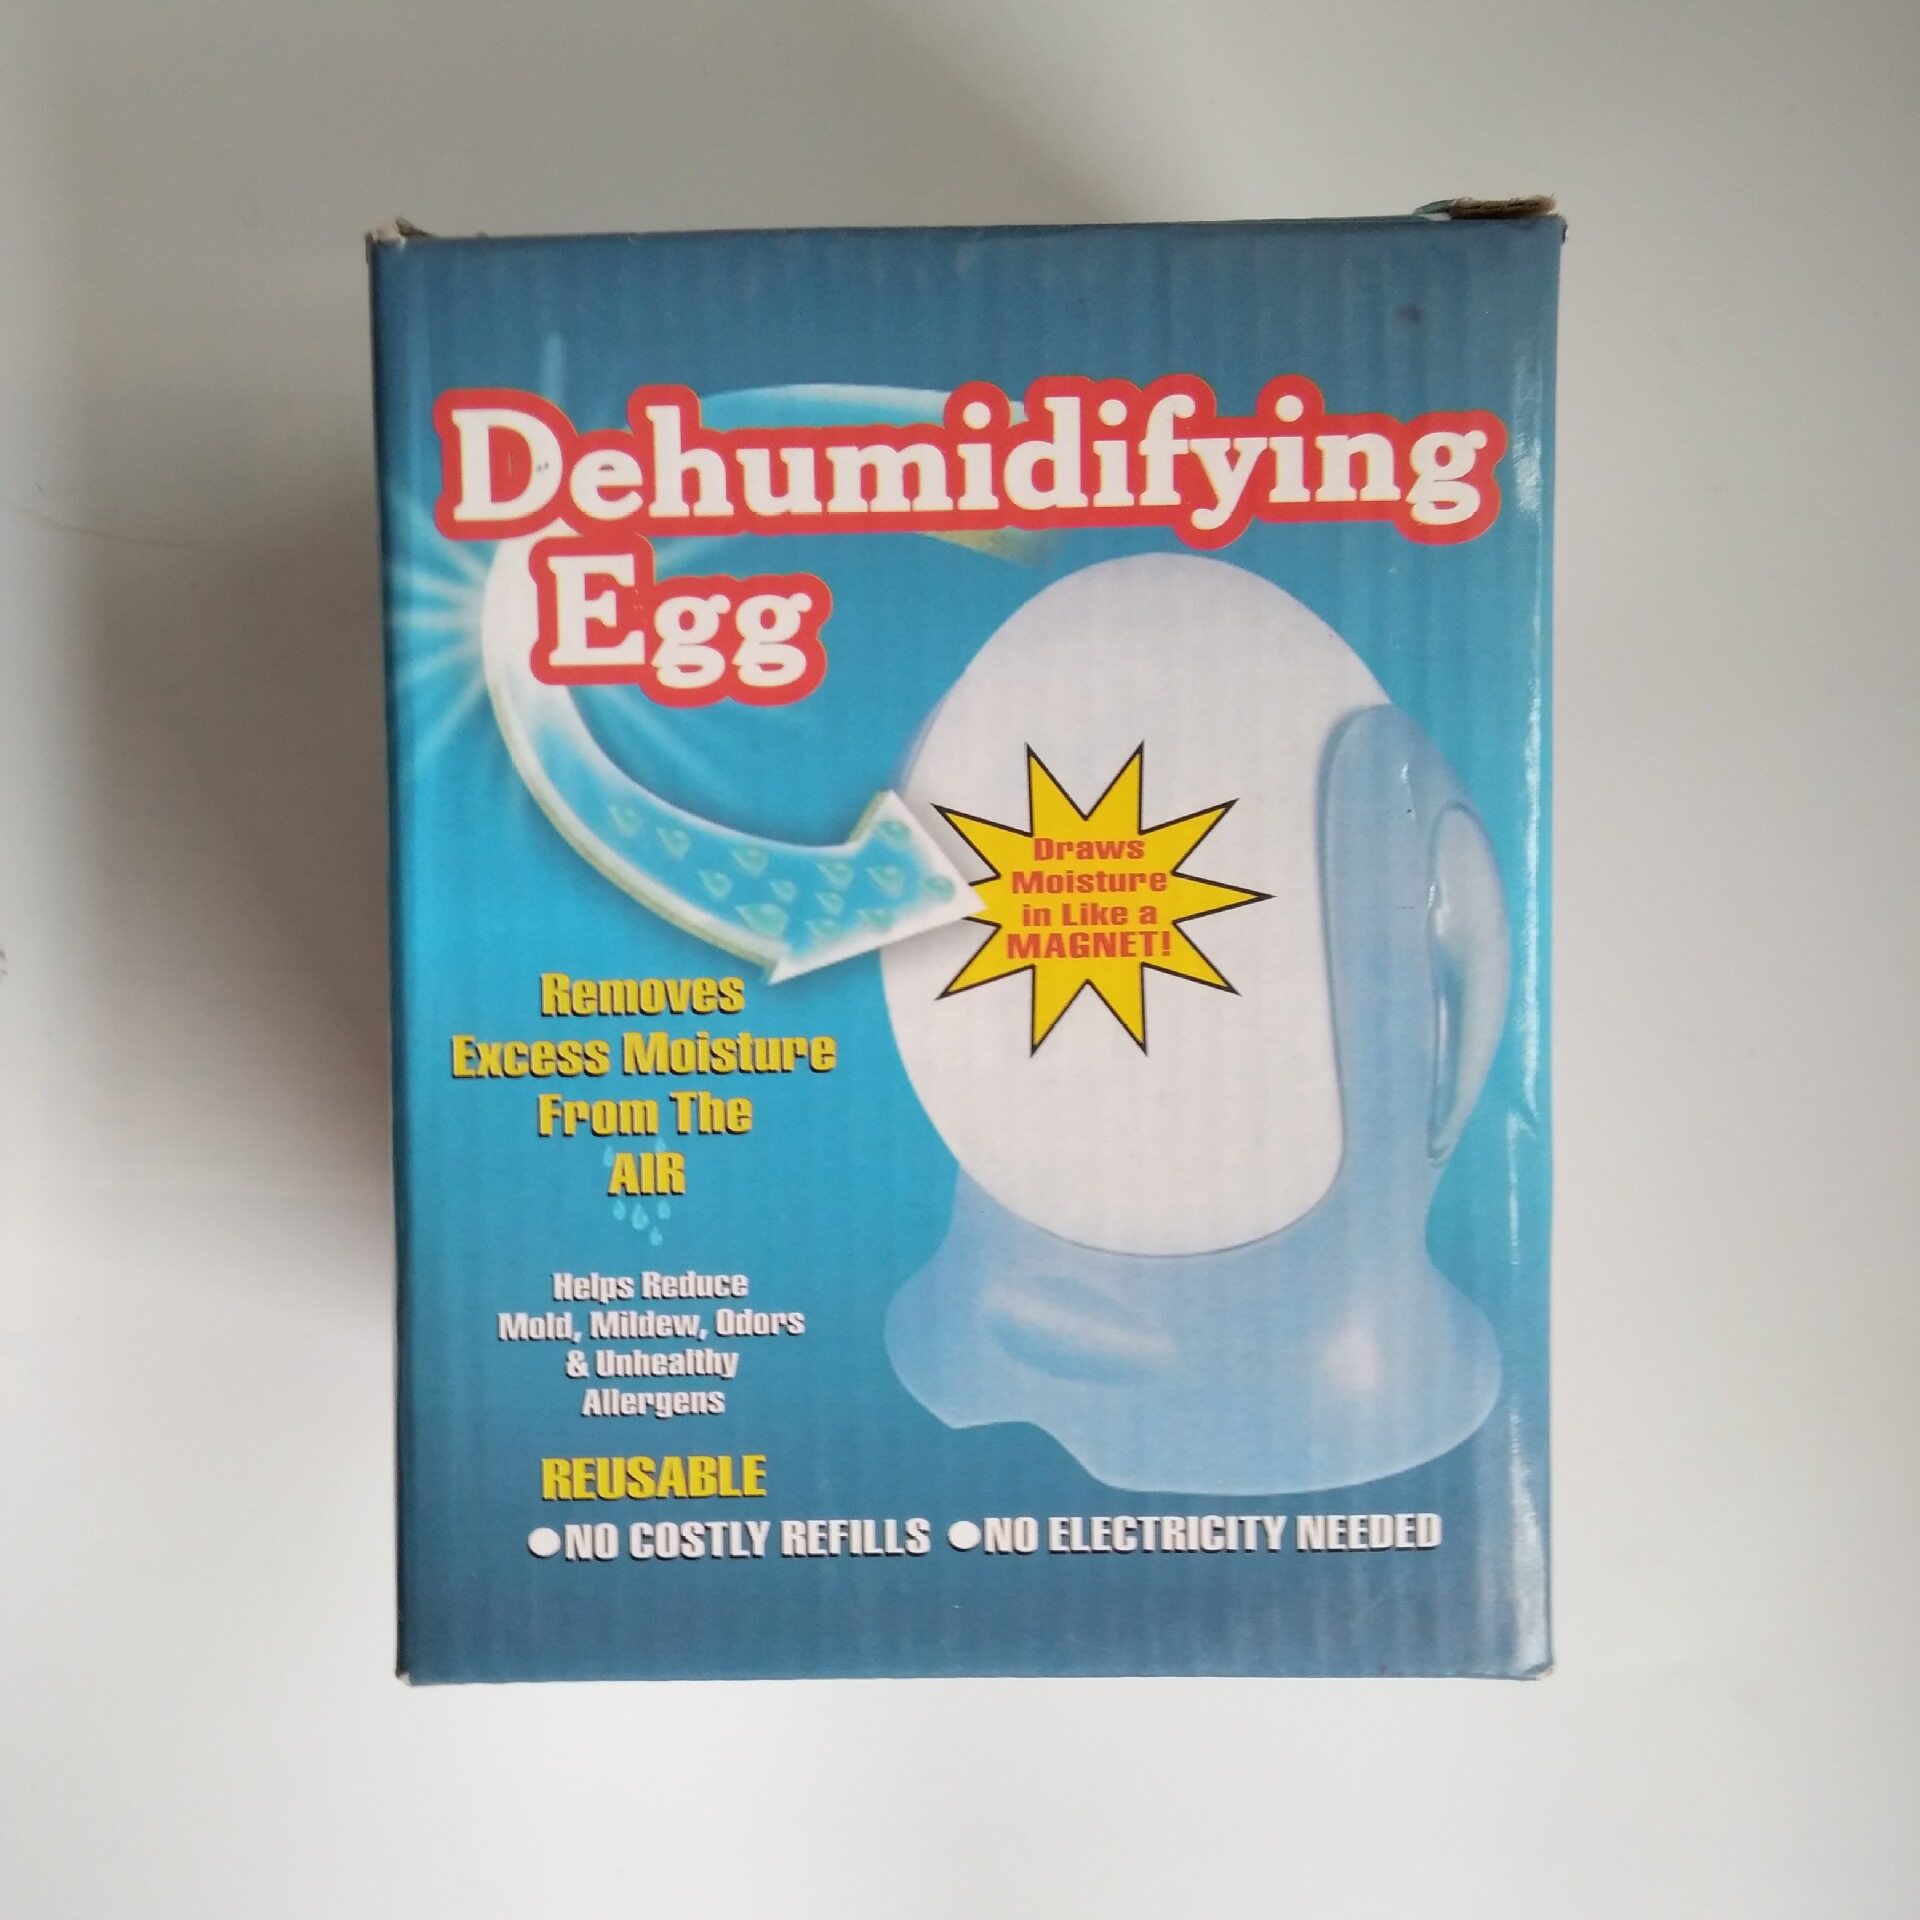 Dehumidifying
Egg
Draws
Moisture
in Like a
MAGNET!
Removes
Excess Moisture
From The
AIR
Helps Reduce
Mold, Mildew, Odors
& Unhealthy
Allergens
REUSABLE
●NO COSTLY REFILLS ●NO ELECTRICITY NEEDED